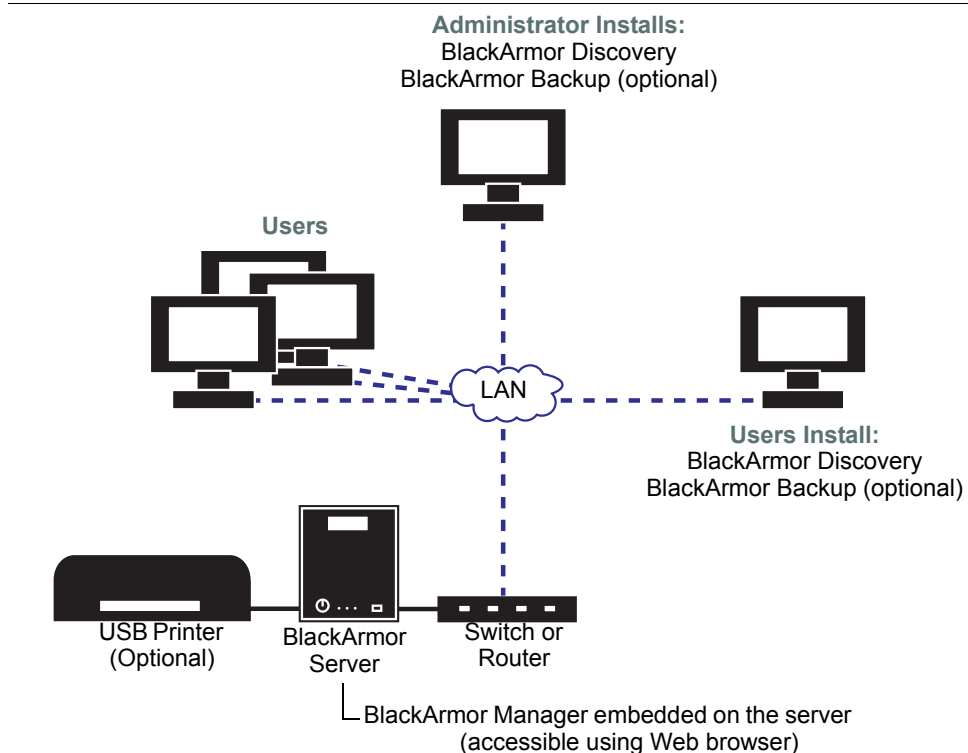 Administrator Installs:
BlackArmor Discovery
BlackArmor Backup (optional)
Users
LAN
Users Install:
BlackArmor Discovery
BlackArmor Backup (optional)
USB Printer
(Optional)
BlackArmor
Server
Switch or
Router
BlackArmor Manager embedded on the server
(accessible using Web browser)